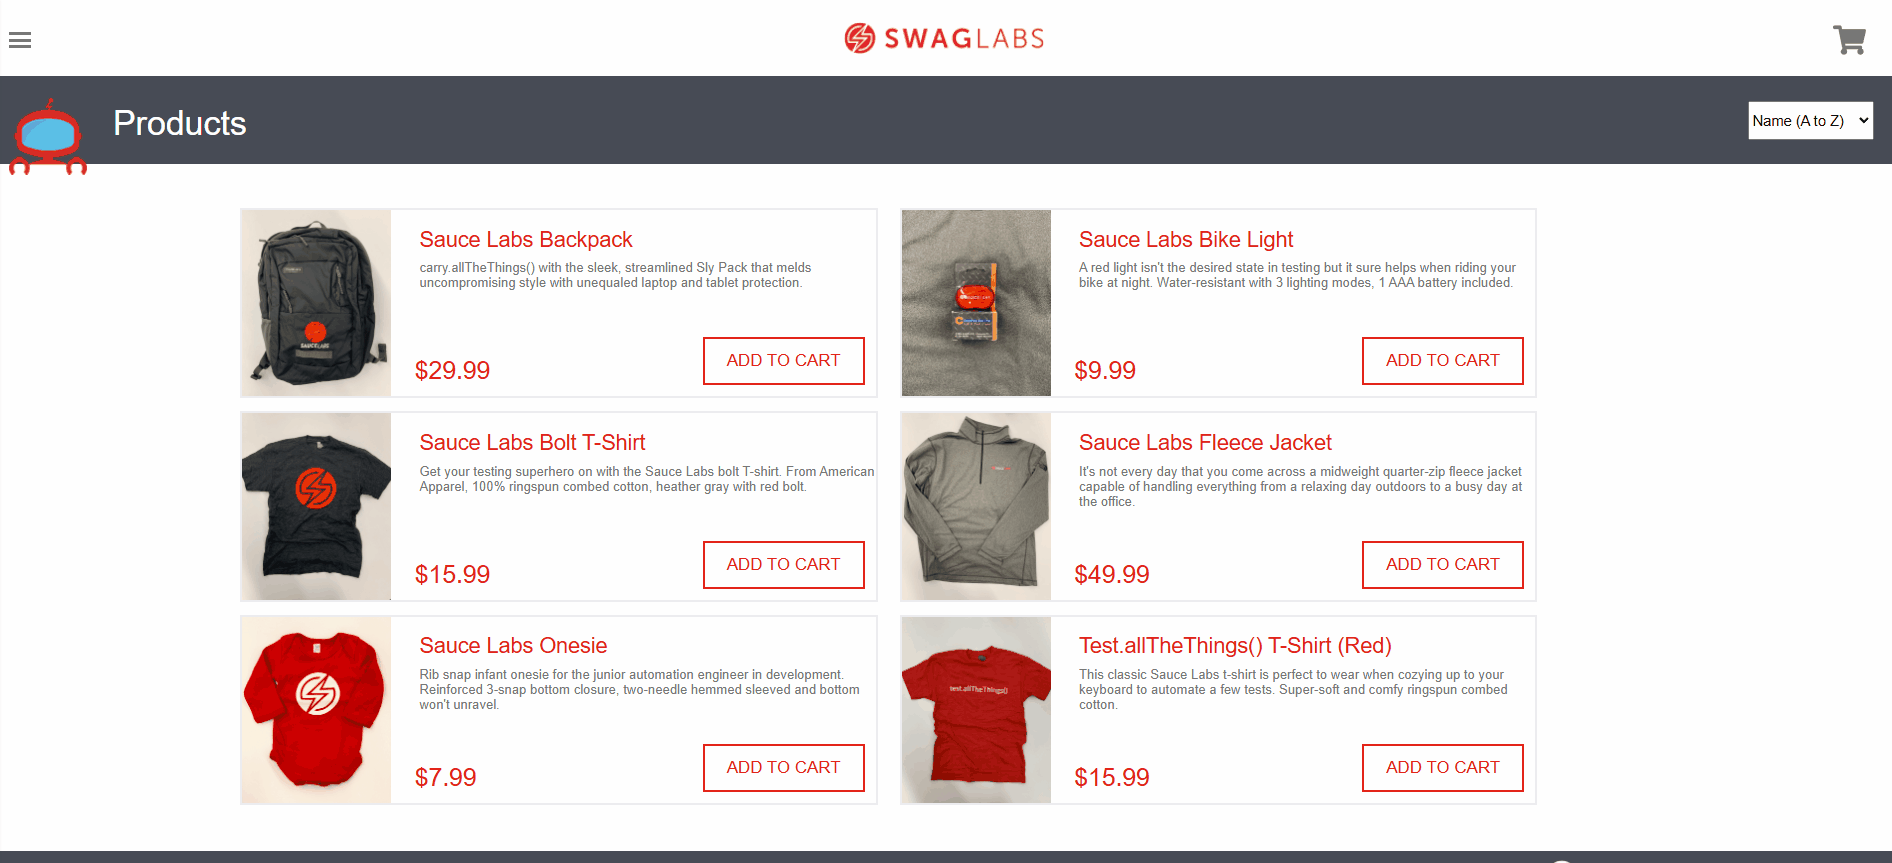 SWAGLABS
Products
Name (A to Z)
Sauce Labs Backpack
carry.allTheThings() with the sleek, streamlined Sly Pack that melds
uncompromising style with unequaled laptop and tablet protection.
$29.99
ADD TO CART
SAUCELABS
Sauce Labs Bike Light
A red light isn't the desired state in testing but it sure helps when riding your
bike at night. Water-resistant with 3 lighting modes, 1 AAA battery included.
$9.99
ADD TO CART
Sauce Labs Bolt T-Shirt
Get your testing superhero on with the Sauce Labs bolt T-shirt. From American
Apparel, 100% ringspun combed cotton, heather gray with red bolt.
$15.99
ADD TO CART
Sauce Labs Fleece Jacket
It's not every day that you come across a midweight quarter-zip fleece jacket
capable of handling everything from a relaxing day outdoors to a busy day at
the office.
$49.99
ADD TO CART
Sauce Labs Onesie
Rib snap infant onesie for the junior automation engineer in development.
Reinforced 3-snap bottom closure, two-needle hemmed sleeved and bottom
won't unravel.
$7.99
ADD TO CART
test.allTheThings()
Test.allTheThings() T-Shirt (Red)
This classic Sauce Labs t-shirt is perfect to wear when cozying up to your
keyboard to automate a few tests. Super-soft and comfy ringspun combed
cotton.
$15.99
ADD TO CART